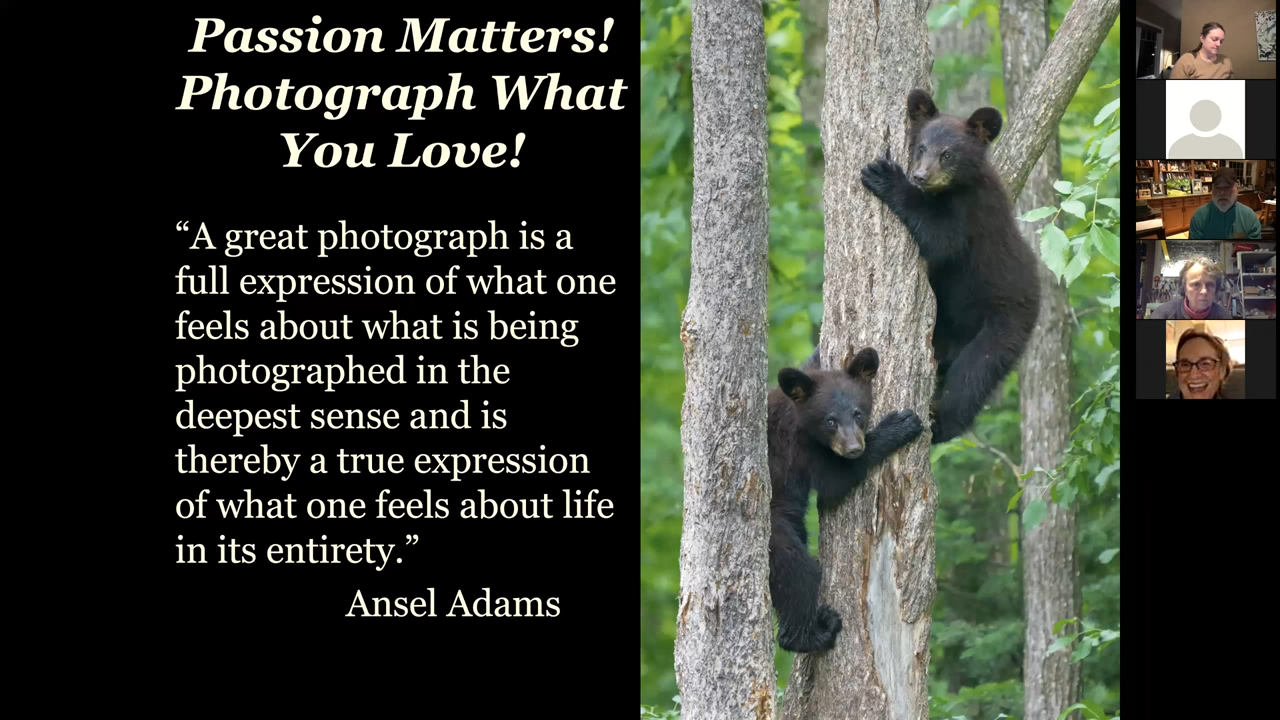 Passion Matters!
Photograph What
You Love!
“A great photograph is a
full expression of what one
feels about what is being
photographed in the
deepest sense and is
thereby a true expression
of what one feels about life
in its entirety.”
Ansel Adams